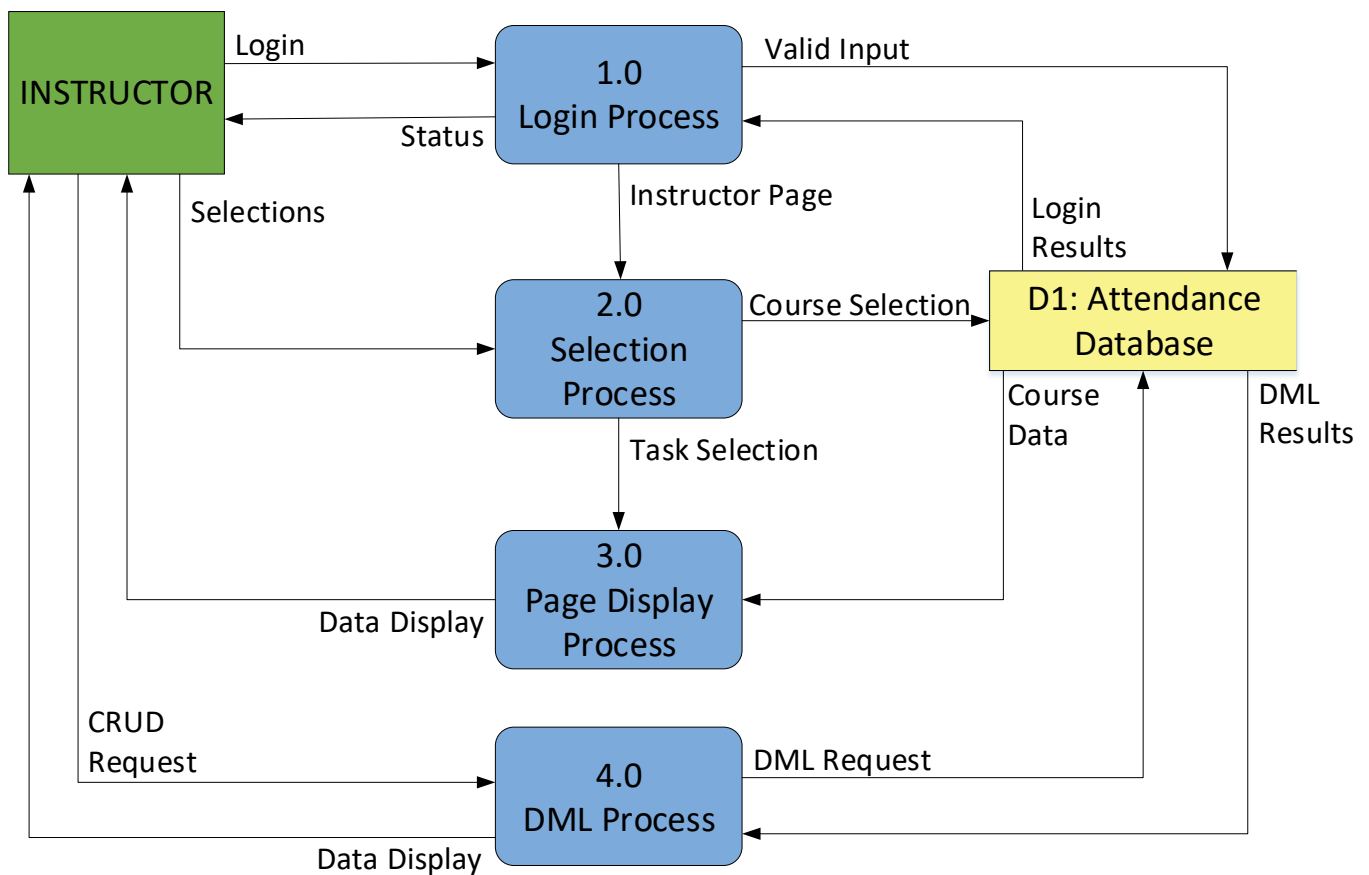 INSTRUCTOR
Login
Status
1.0
Login Process
Valid Input
Instructor Page
Selections
Login
Results
2.0
Selection
Process
Course Selection
D1: Attendance
Database
Course
Data
DML
Results
Task Selection
3.0
Page Display
Process
Data Display
CRUD
Request
4.0
DML Process
DML Request
Data Display